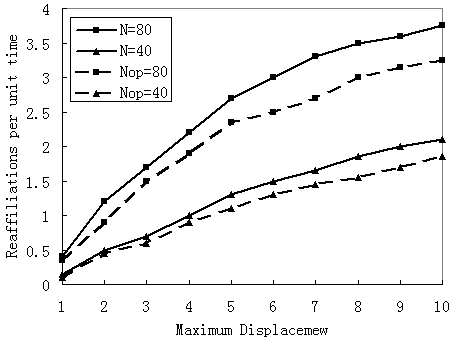 4
3.5
3
2.5
2
1.5
1
0.5
0
Reaffiliations per unit time
N=80
N=40
Nop=80
Nop=40
1 2 3 4 5 6 7 8 9 10
Maximum Displacemew